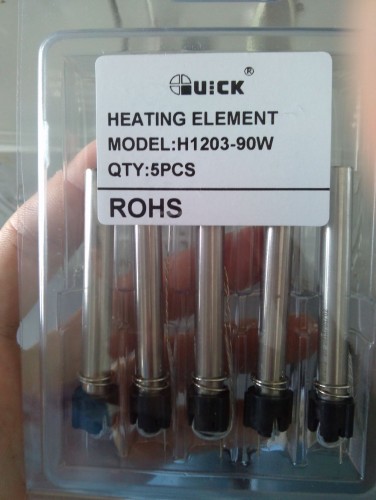 QUICK®
HEATING ELEMENT
MODEL:H1203-90W
QTY:5PCS
ROHS